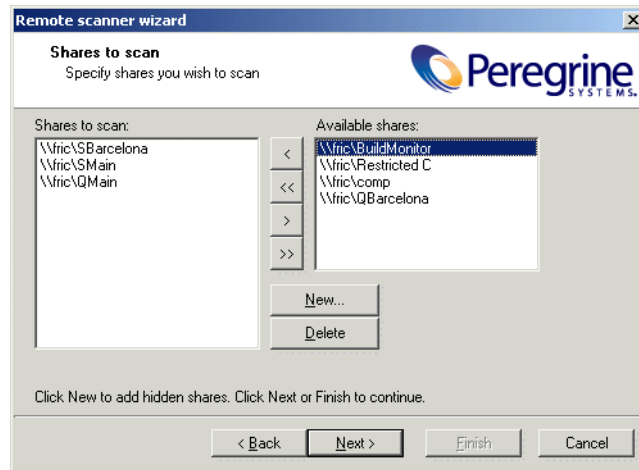 Remote scanner wizard
Shares to scan
Specify shares you wish to scan
Peregrine
SYSTEMS.
Shares to scan:
\\fric\SBarcelona
\\fric\SMain
\\fric\QMain
<
<<
>
>>
Available shares:
\\fric\BuildMonitor
\\fric\Restricted C
\\fric\comp
\\fric\QBarcelona
New...
Delete
Click New to add hidden shares. Click Next or Finish to continue.
< Back
Next >
Finish
Cancel